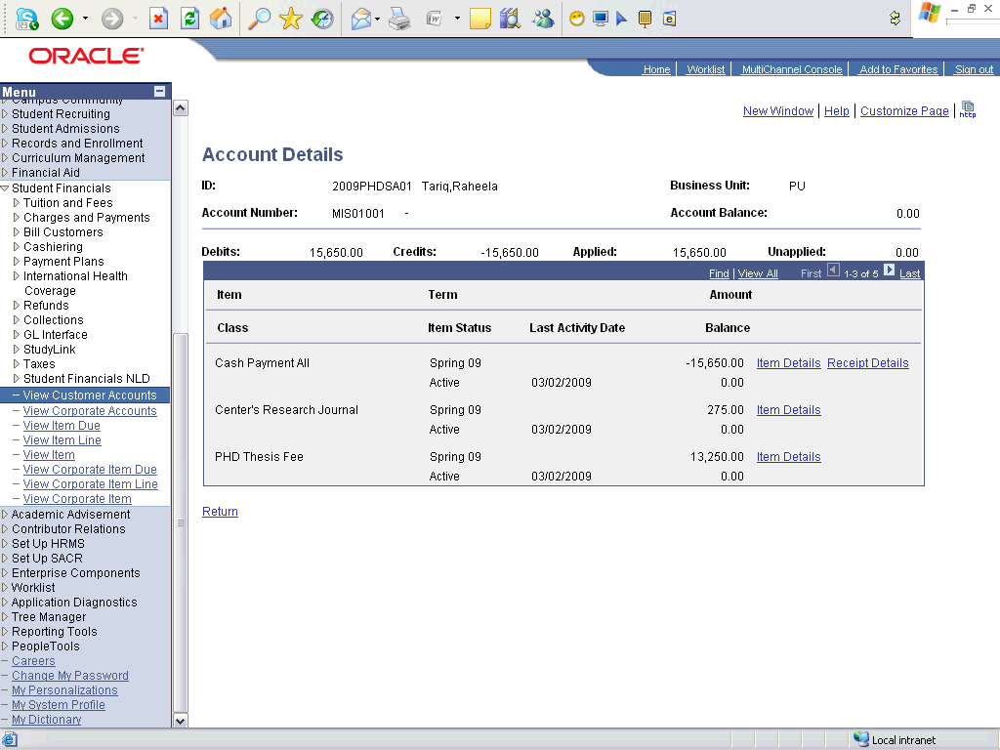 ORACLE
Home | Worklist | MultiChannel Console | Add to Favorites | Sign out
Menu
Campus Community
Student Recruiting
Student Admissions
Records and Enrollment
Curriculum Management
Financial Aid
Student Financials
Tuition and Fees
Charges and Payments
Bill Customers
Cashiering
Payment Plans
International Health
Coverage
Refunds
Collections
GL Interface
StudyLink
Taxes
Student Financials NLD
View Customer Accounts
View Corporate Accounts
View Item Due
View Item Line
View Item
View Corporate Item Due
View Corporate Item Line
View Corporate Item
Academic Advisement
Contributor Relations
Set Up HRMS
Set Up SACR
Enterprise Components
Worklist
Application Diagnostics
Tree Manager
Reporting Tools
PeopleTools
Careers
Change My Password
My Personalizations
My System Profile
My Dictionary
New Window | Help | Customize Page | http
Account Details
ID: 2009PHDSA01 Tariq,Raheela Business Unit: PU
Account Number: MIS01001 - Account Balance: 0.00
Debits: 15,650.00 Credits: -15,650.00 Applied: 15,650.00 Unapplied: 0.00
Find | View All First 1-3 of 5 Last
Item Term Amount
Class Item Status Last Activity Date Balance
Cash Payment All Spring 09 -15,650.00 Item Details Receipt Details
Active 03/02/2009 0.00
Center's Research Journal Spring 09 275.00 Item Details
Active 03/02/2009 0.00
PHD Thesis Fee Spring 09 13,250.00 Item Details
Active 03/02/2009 0.00
Return
Local intranet